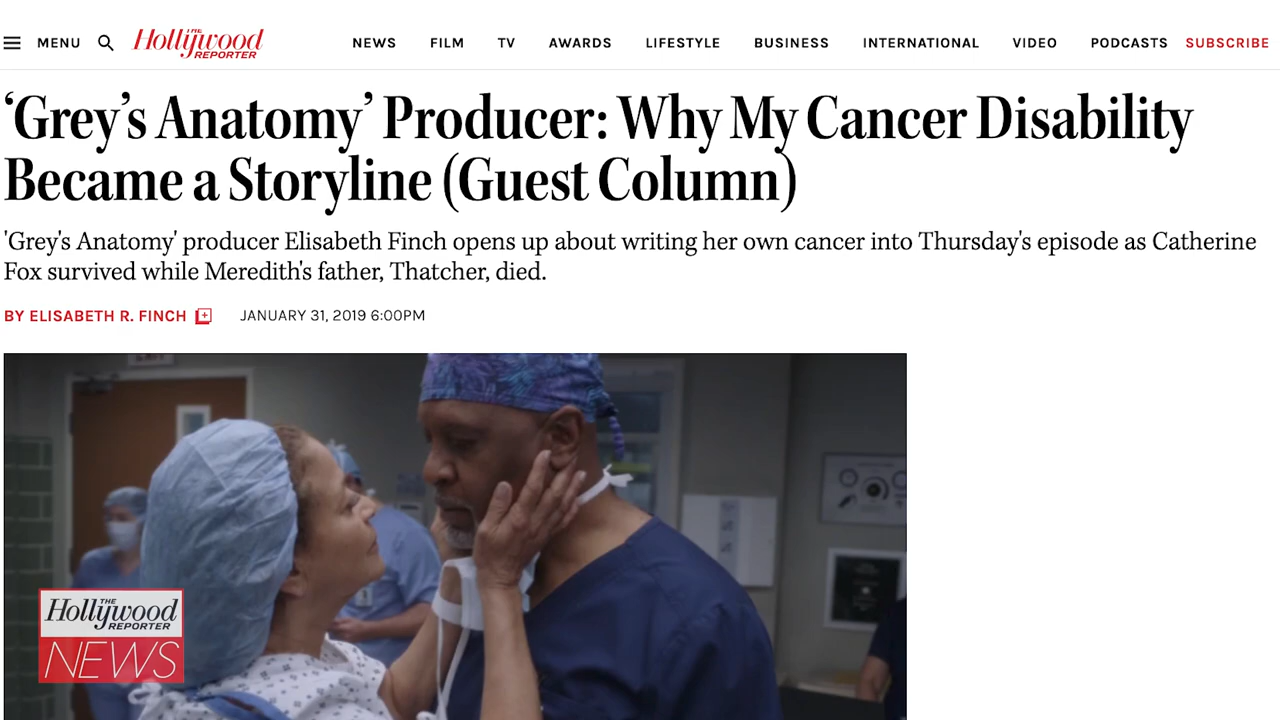 MENU
THE
Hollywood
REPORTER
NEWS
FILM
TV
AWARDS
LIFESTYLE
BUSINESS
INTERNATIONAL
VIDEO
PODCASTS
SUBSCRIBE
‘Grey’s Anatomy’ Producer: Why My Cancer Disability
Became a Storyline (Guest Column)
'Grey's Anatomy' producer Elisabeth Finch opens up about writing her own cancer into Thursday's episode as Catherine
Fox survived while Meredith's father, Thatcher, died.
BY ELISABETH R. FINCH
JANUARY 31, 2019 6:00PM
EXIT
THE
Hollywood
REPORTER
NEWS